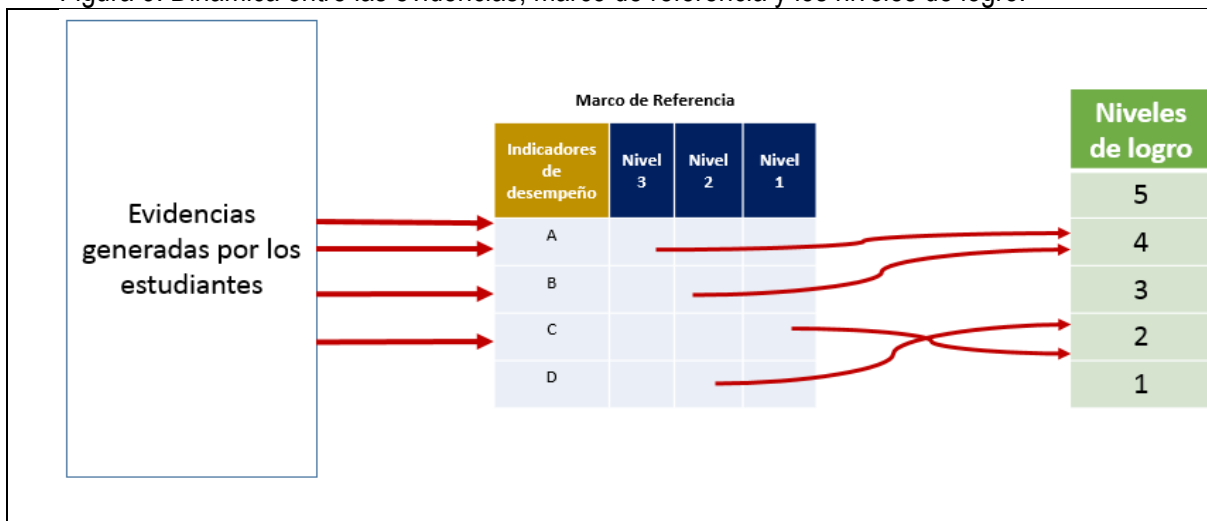 Marco de Referencia
Evidencias
generadas por los
estudiantes
Indicadores
de
desempeño
Nivel
3
Nivel
2
Nivel
1
A
B
C
D
Niveles
de logro
5
4
3
2
1